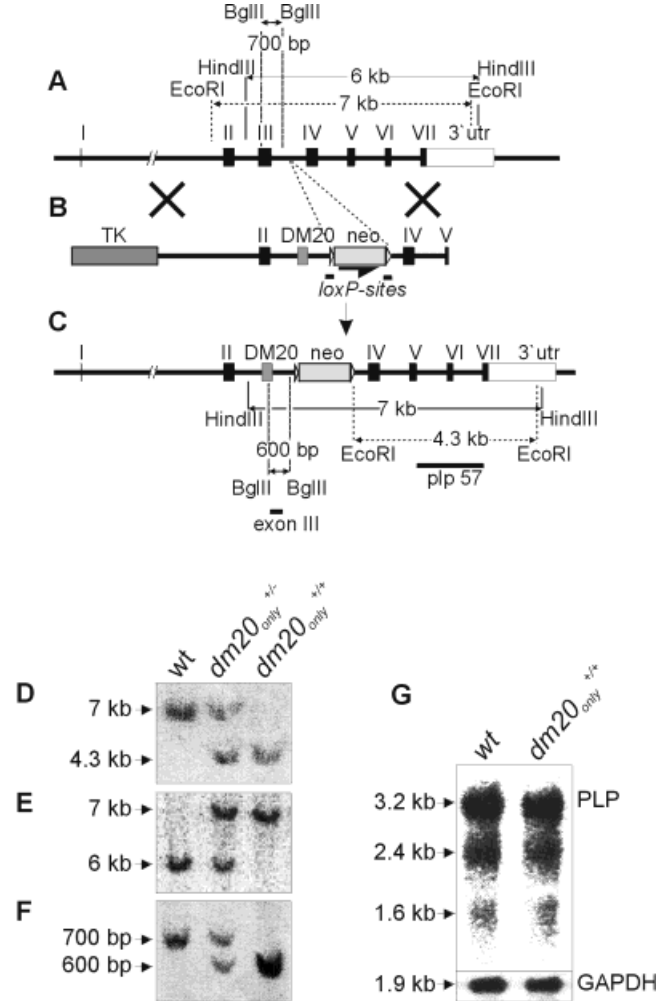 BglII BglII
700 bp
A
HindIII 6 kb HindIII
EcoRI 7 kb EcoRI
I II III IV V VI VII 3`utr
B
TK II DM20 neo IV V
loxP-sites
C
I II DM20 neo IV V VI VII 3`utr
HindIII 7 kb HindIII
600 bp EcoRI 4.3 kb EcoRI
BglII BglII plp 57
exon III
wt dm20only+/- dm20only+/+
D
7 kb
4.3 kb
E
7 kb
6 kb
F
700 bp
600 bp
G
wt dm20only+/+
3.2 kb PLP
2.4 kb
1.6 kb
1.9 kb GAPDH